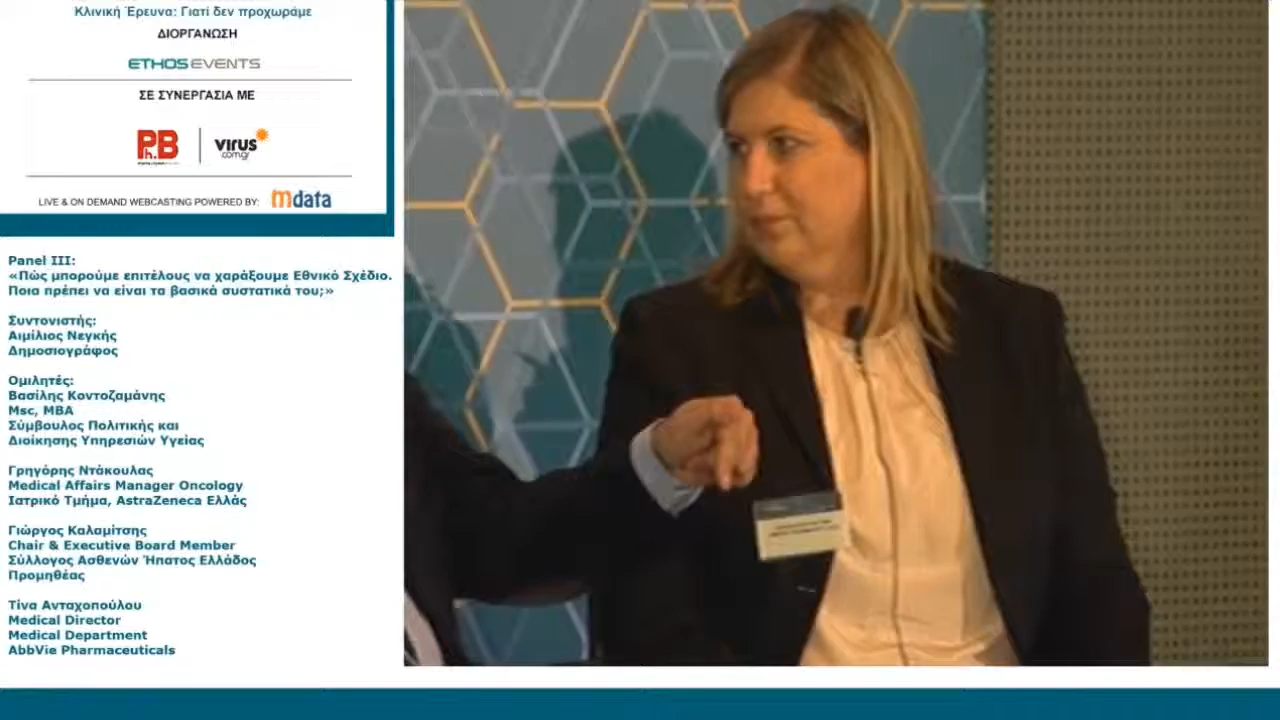 Κλινική Έρευνα: Γιατί δεν προχωράμε
ΔΙΟΡΓΑΝΩΣΗ
ETHOSEVENTS
ΣΕ ΣΥΝΕΡΓΑΣΙΑ ΜΕ
Ph.B
virus.com.gr
LIVE & ON DEMAND WEBCASTING POWERED BY: mdata
Panel III:
«Πώς μπορούμε επιτέλους να χαράξουμε Εθνικό Σχέδιο.
Ποια πρέπει να είναι τα βασικά συστατικά του;»
Συντονιστής:
Αιμίλιος Νεγκής
Δημοσιογράφος
Ομιλητές:
Βασίλης Κοντοζαμάνης
Msc, MBA
Σύμβουλος Πολιτικής και
Διοίκησης Υπηρεσιών Υγείας
Γρηγόρης Ντάκουλας
Medical Affairs Manager Oncology
Ιατρικό Τμήμα, AstraZeneca Ελλάς
Γιώργος Καλαμίτσης
Chair & Executive Board Member
Σύλλογος Ασθενών Ήπατος Ελλάδος
Προμηθέας
Τίνα Ανταχοπούλου
Medical Director
Medical Department
AbbVie Pharmaceuticals